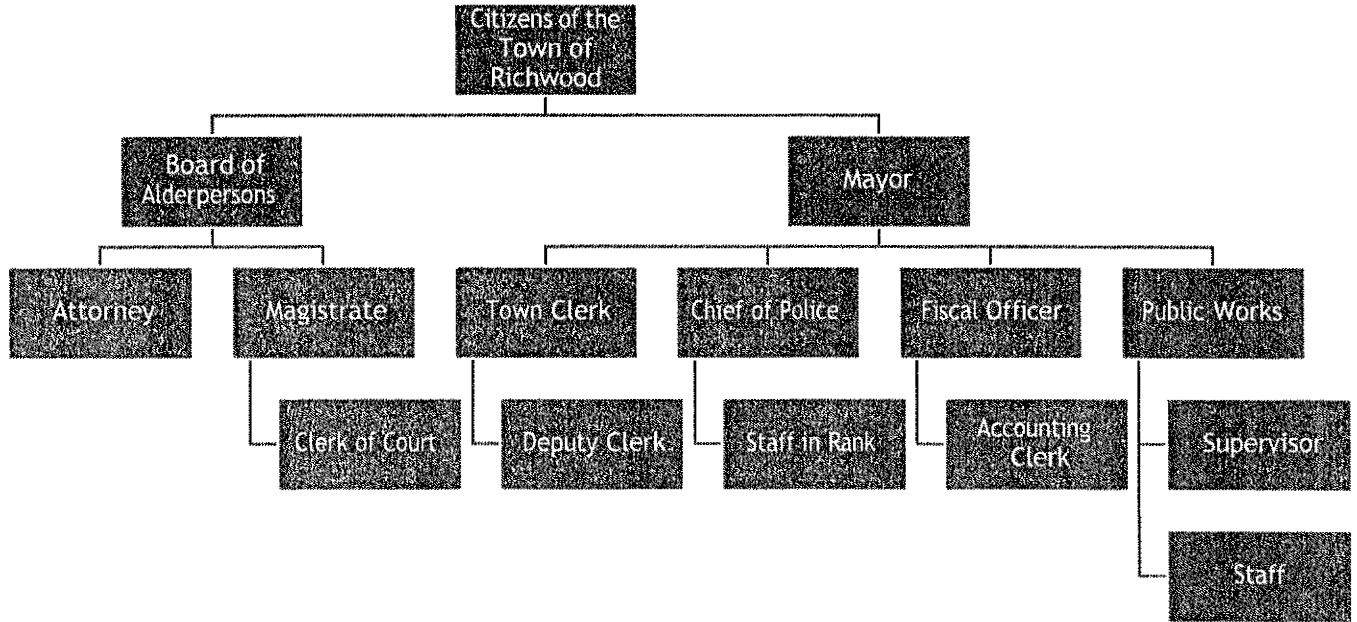 Citizens of the
Town of
Richwood
Board of
Alderpersons
Mayor
Attorney
Magistrate
Town Clerk
Chief of Police
Fiscal Officer
Public Works
Clerk of Court
Deputy Clerk
Staff in Rank
Accounting
Clerk
Supervisor
Staff